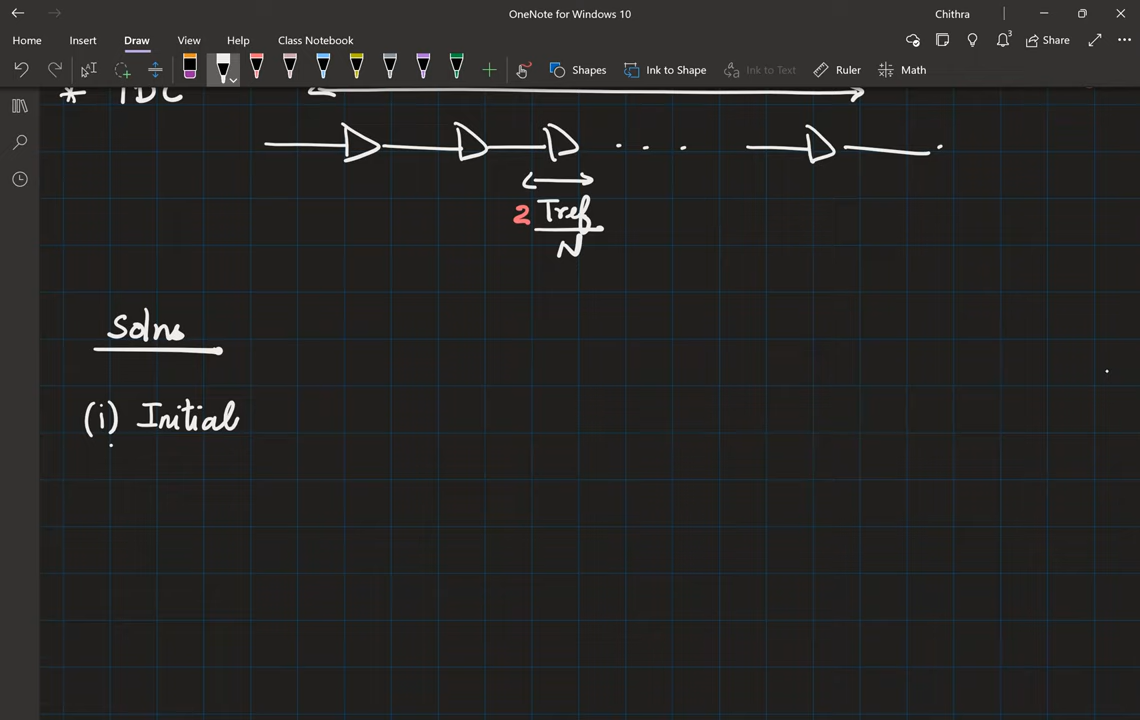 OneNote for Windows 10
Chithra
Home Insert Draw View Help Class Notebook
Share
Shapes Ink to Shape Ink to Text Ruler Math
* TDC
2 Tref
N
Solns
(i) Initial